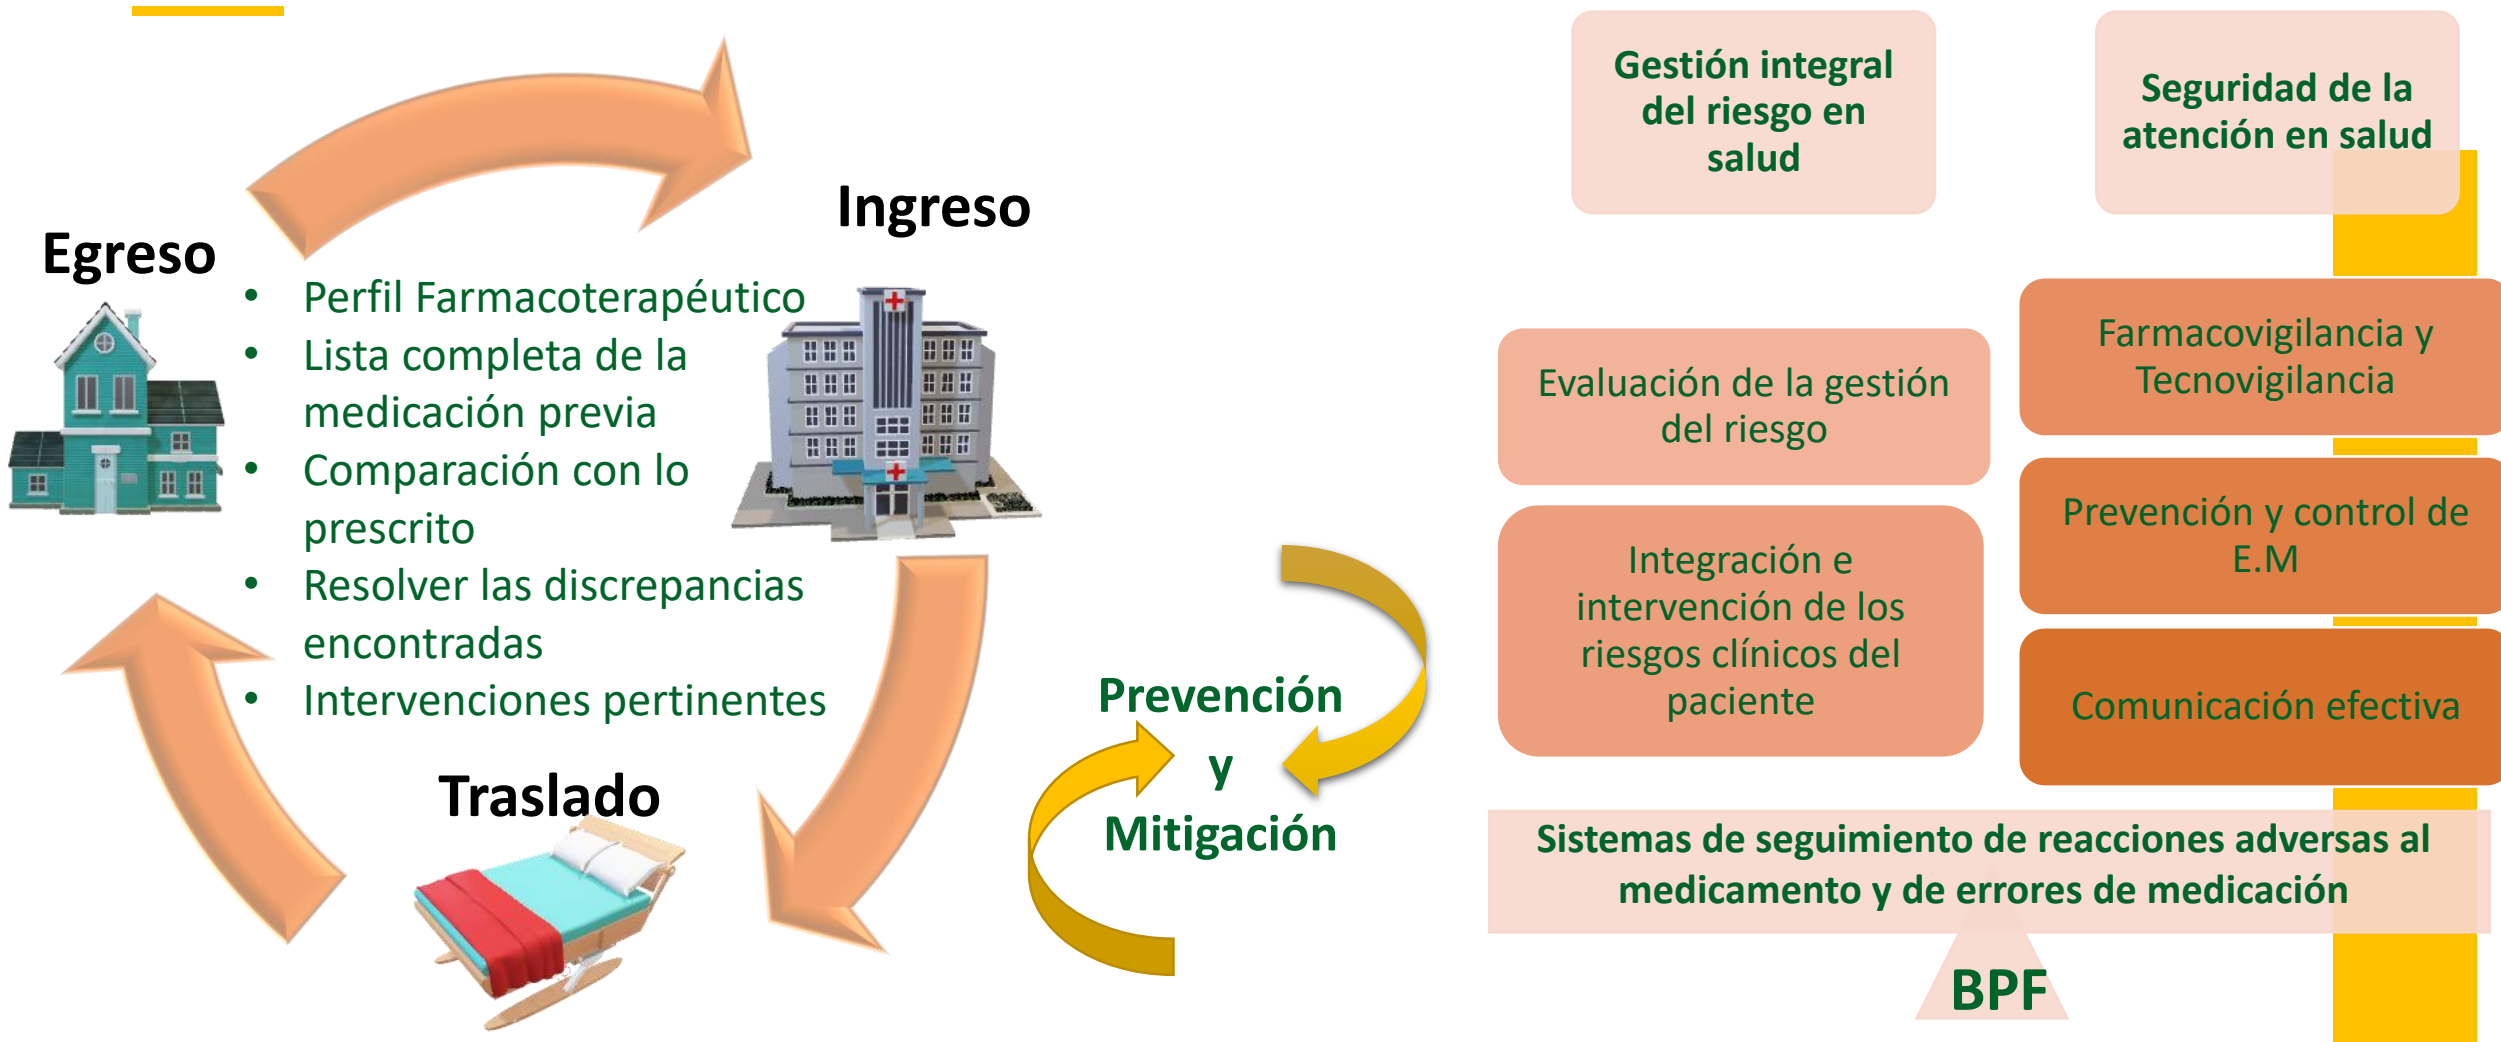 Egreso
Ingreso
• Perfil Farmacoterapéutico
• Lista completa de la
medicación previa
• Comparación con lo
prescrito
• Resolver las discrepancias
encontradas
• Intervenciones pertinentes
Traslado
Prevención
y
Mitigación
Gestión integral
del riesgo en
salud
Seguridad de la
atención en salud
Evaluación de la gestión
del riesgo
Integración e
intervención de los
riesgos clínicos del
paciente
Farmacovigilancia y
Tecnovigilancia
Prevención y control de
E.M
Comunicación efectiva
Sistemas de seguimiento de reacciones adversas al
medicamento y de errores de medicación
BPF